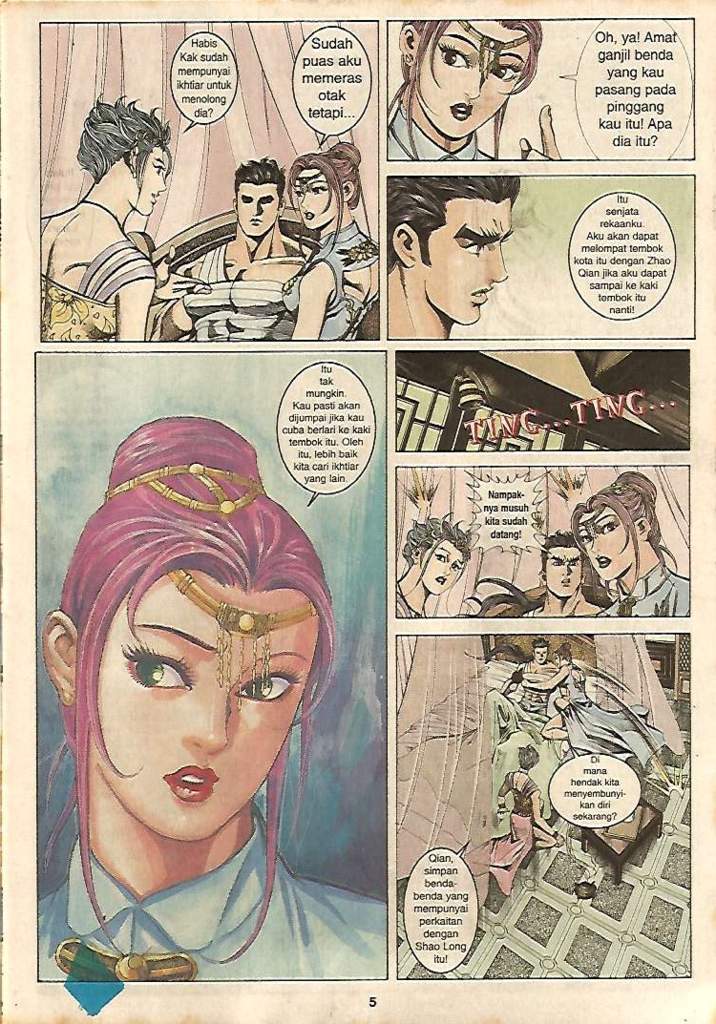 Habis
Kak sudah
mempunyai
ikhtiar untuk
menolong
dia?
Sudah
puas aku
memeras
otak
tetapi...
Oh, ya! Amat
ganjil benda
yang kau
pasang pada
pinggang
kau itu! Apa
dia itu?
Itu
senjata
rekaanku.
Aku akan dapat
melompat tembok
kota itu dengan Zhao
Qian jika aku dapat
sampai ke kaki
tembok itu
nanti!
Itu
tak
mungkin.
Kau pasti akan
dijumpai jika kau
cuba berlari ke kaki
tembok itu. Oleh
itu, lebih baik
kita cari ikhtiar
yang lain.
TING...TING...
Nampak-
nya musuh
kita sudah
datang!
Di
mana
hendak kita
menyembunyi-
kan diri
sekarang?
Qian,
simpan
benda-
benda yang
mempunyai
perkaitan
dengan
Shao Long
itu!
5